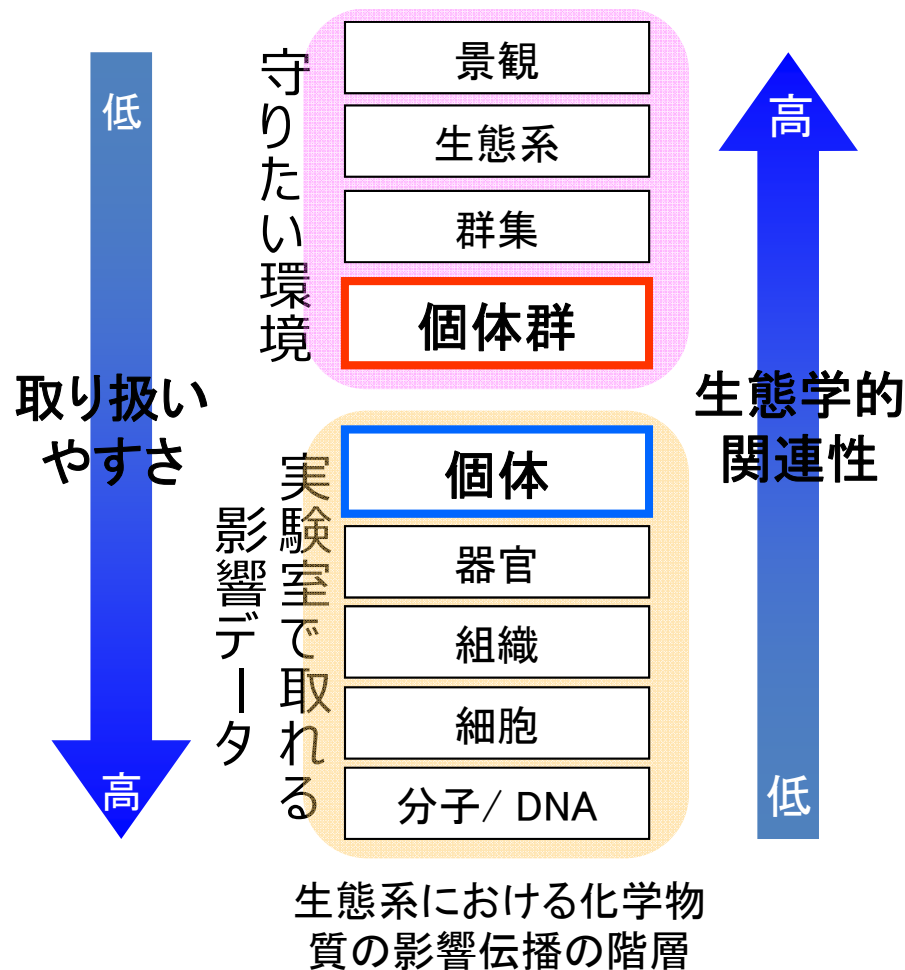 低
取り扱い
やすさ
高
守りたい環境
景観
生態系
群集
個体群
実験室で取れる
影響データ
個体
器官
組織
細胞
分子/ DNA
高
生態学的
関連性
低
生態系における化学物
質の影響伝播の階層